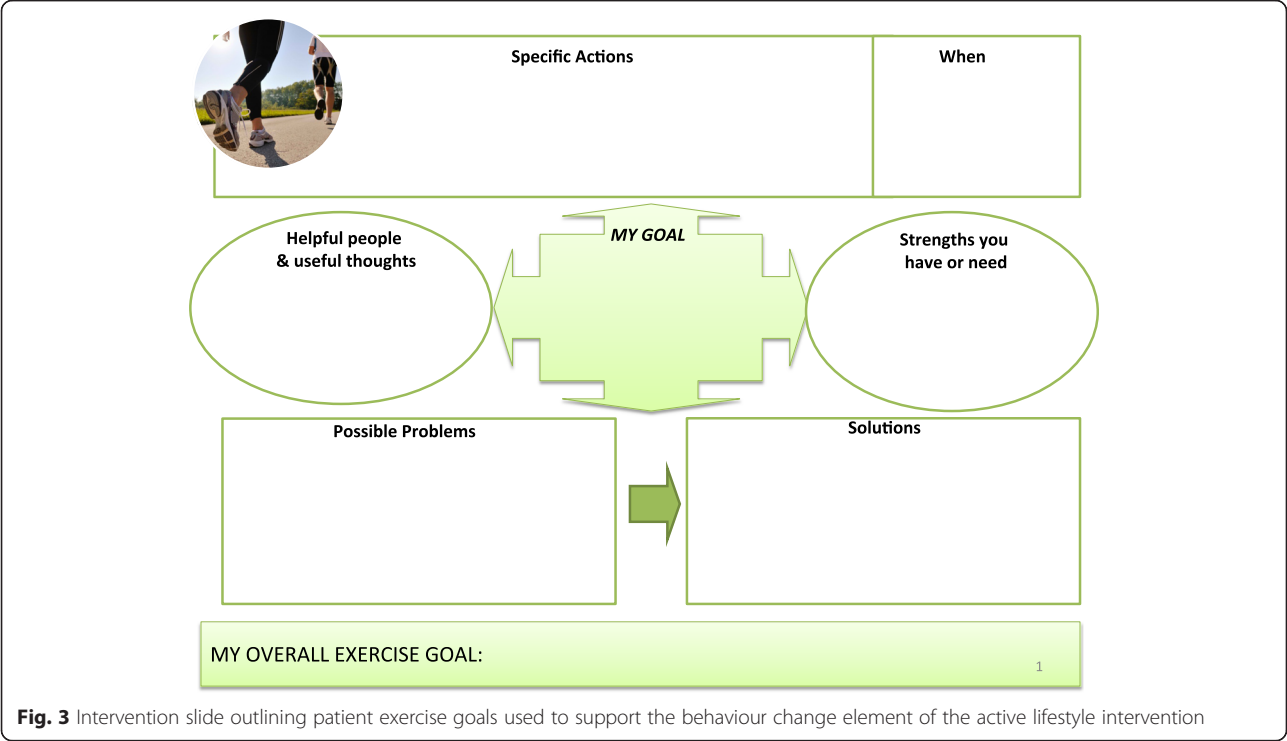 Specific Actions
When
Helpful people
& useful thoughts
MY GOAL
Strengths you
have or need
Possible Problems
Solutions
MY OVERALL EXERCISE GOAL:
1
Fig. 3 Intervention slide outlining patient exercise goals used to support the behaviour change element of the active lifestyle intervention